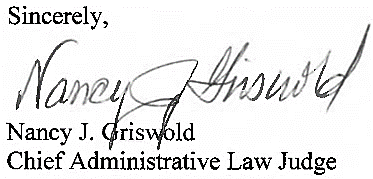 Sincerely,
Nancy J Griswold
Nancy J. Griswold
Chief Administrative Law Judge